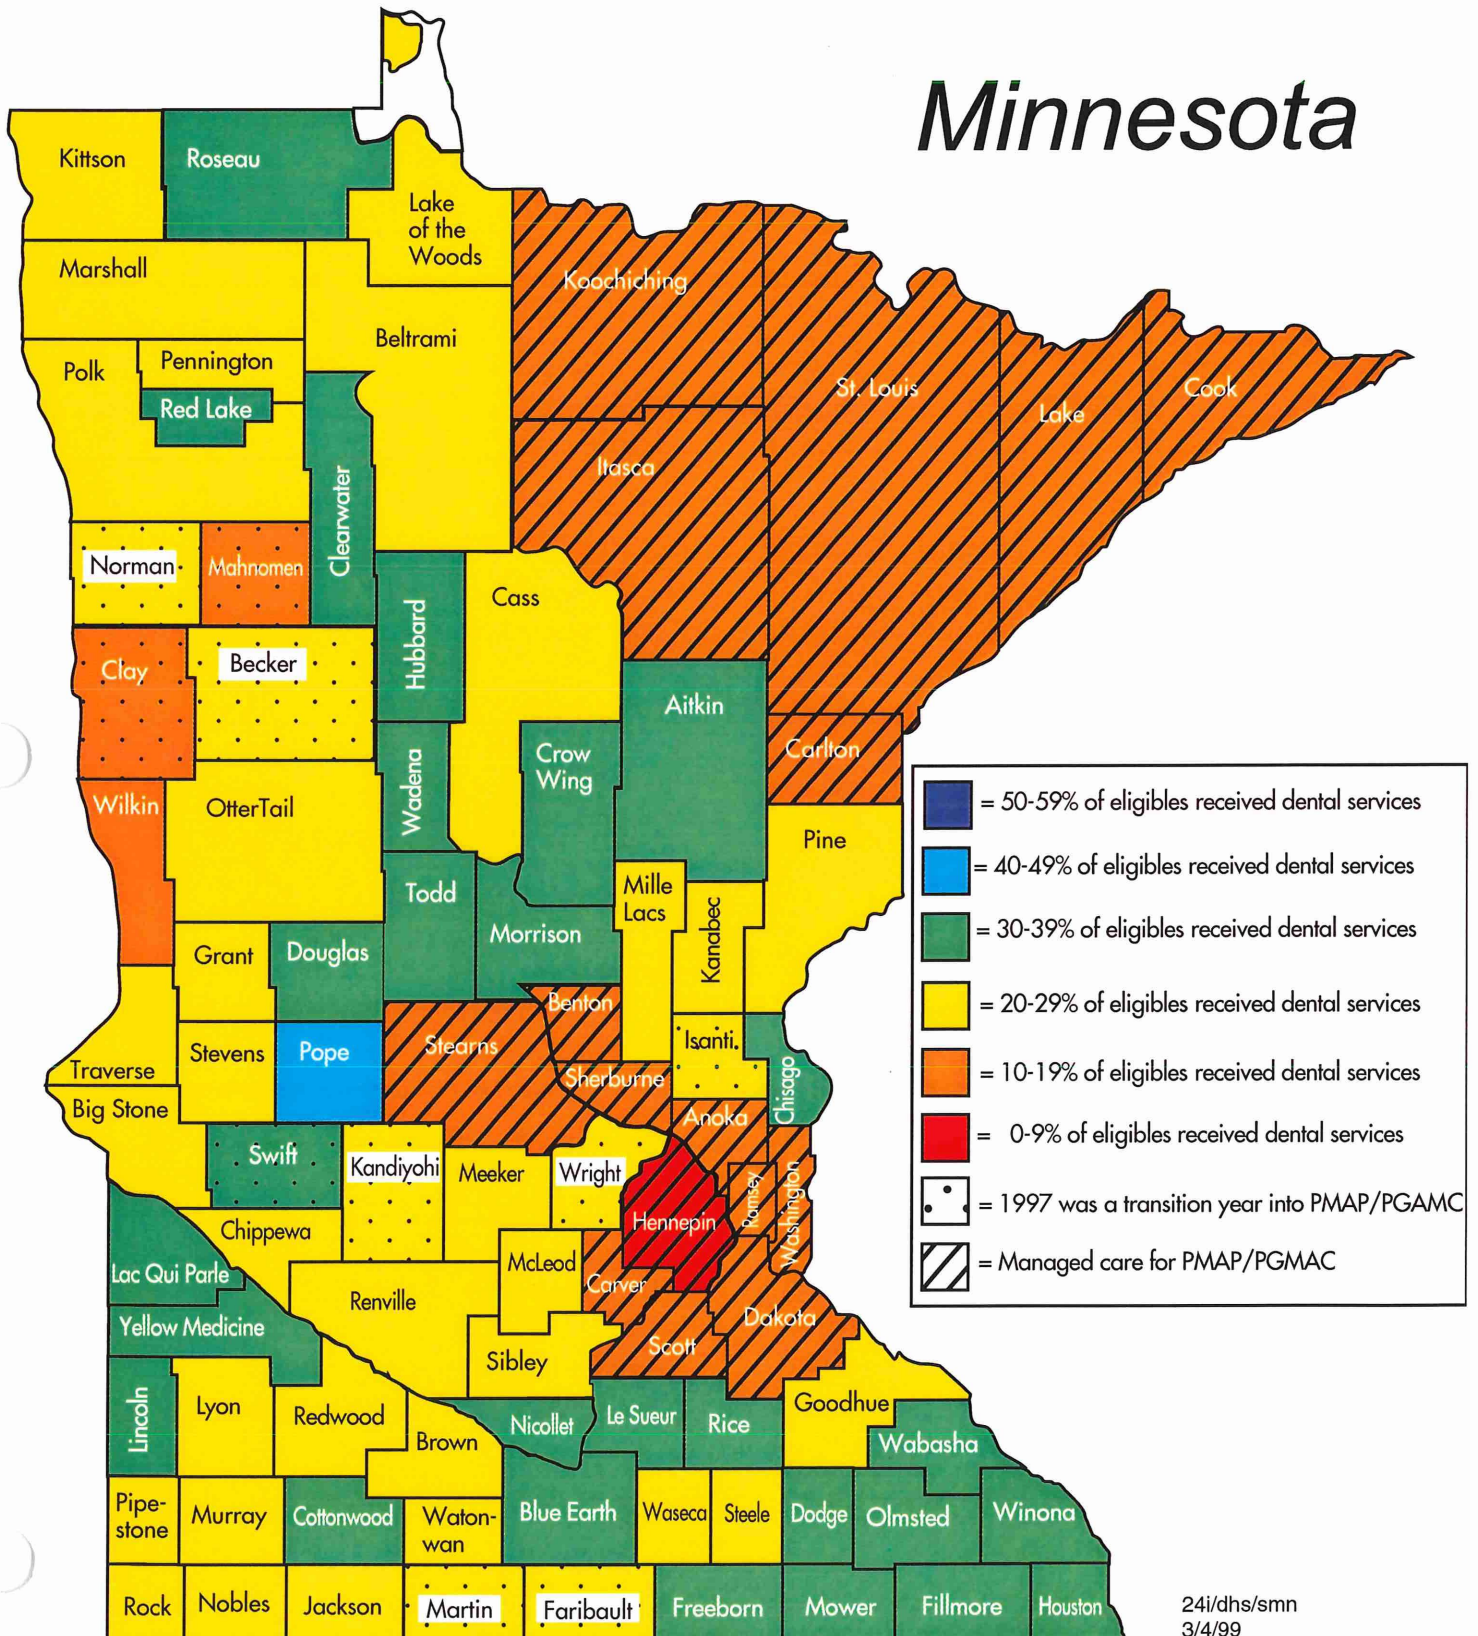 Minnesota
Kittson
Roseau
Lake
of the
Woods
Marshall
Koochiching
Beltrami
Polk
Pennington
Red Lake
St. Louis
Lake
Cook
Itasca
Clearwater
Norman
Mahnomen
Cass
Hubbard
Clay
Becker
Aitkin
Crow
Wing
Carlton
Wadena
Wilkin
OtterTail
Pine
Todd
Mille
Lacs
Kanabec
Morrison
Grant
Douglas
Benton
Stearns
Isanti
Stevens
Pope
Traverse
Sherburne
Chisago
Big Stone
Anoka
Swift
Kandiyohi
Meeker
Wright
Ramsey
Washington
Hennepin
Chippewa
McLeod
Lac Qui Parle
Carver
Renville
Yellow Medicine
Dakota
Scott
Sibley
Lincoln
Lyon
Redwood
Goodhue
Nicollet
Le Sueur
Rice
Brown
Wabasha
Pipe-
stone
Murray
Cottonwood
Waton-
wan
Blue Earth
Waseca
Steele
Dodge
Olmsted
Winona
Rock
Nobles
Jackson
Martin
Faribault
Freeborn
Mower
Fillmore
Houston
= 50-59% of eligibles received dental services
= 40-49% of eligibles received dental services
= 30-39% of eligibles received dental services
= 20-29% of eligibles received dental services
= 10-19% of eligibles received dental services
= 0-9% of eligibles received dental services
= 1997 was a transition year into PMAP/PGAMC
= Managed care for PMAP/PGMAC
24i/dhs/smn
3/4/99